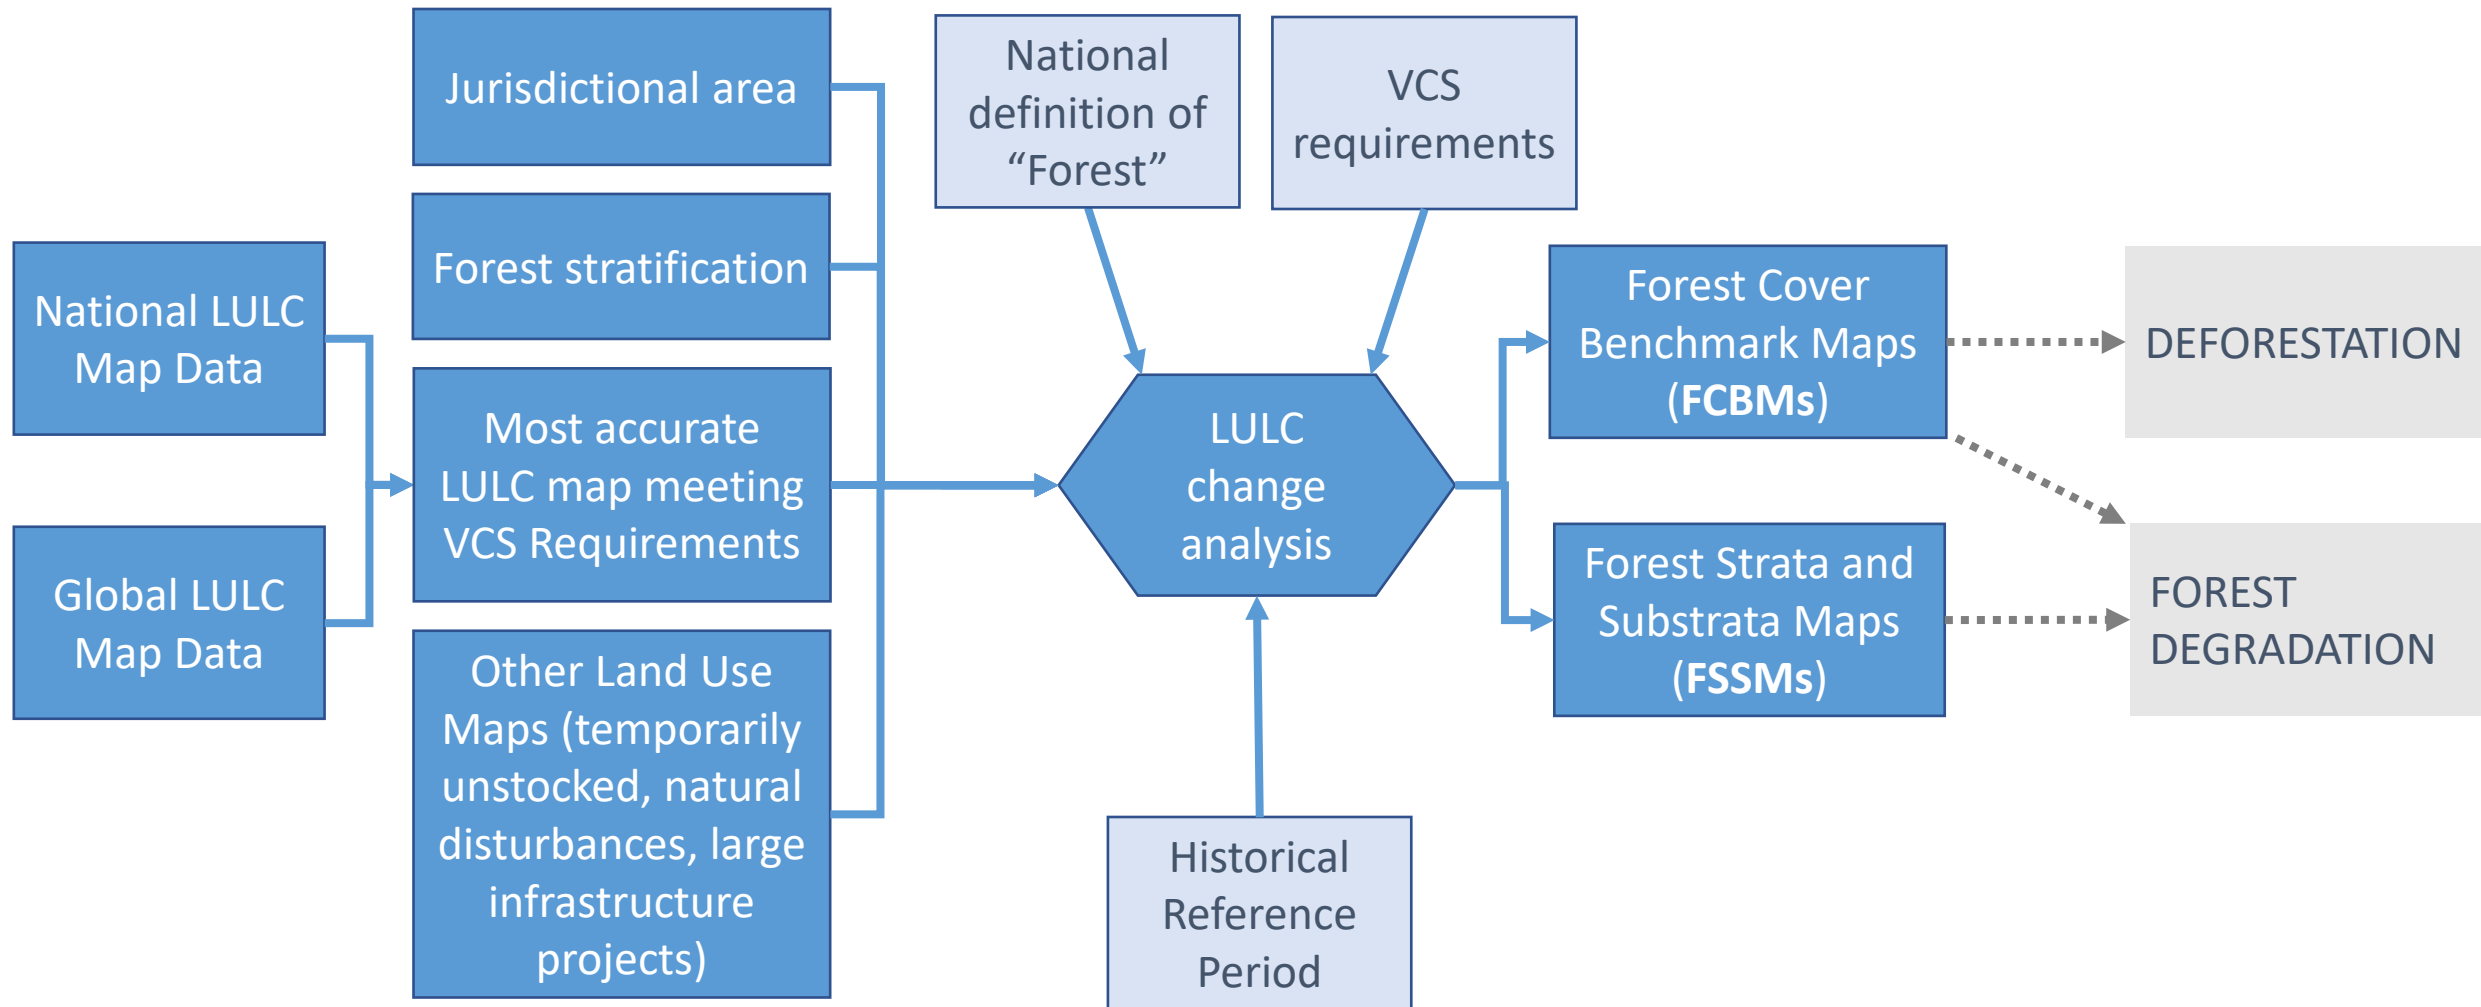 Jurisdictional area
National
definition of
“Forest”
VCS
requirements
Forest stratification
National LULC
Map Data
Global LULC
Map Data
Most accurate
LULC map meeting
VCS Requirements
Other Land Use
Maps (temporarily
unstocked, natural
disturbances, large
infrastructure
projects)
LULC
change
analysis
Historical
Reference
Period
Forest Cover
Benchmark Maps
(FCBMs)
Forest Strata and
Substrata Maps
(FSSMs)
DEFORESTATION
FOREST
DEGRADATION